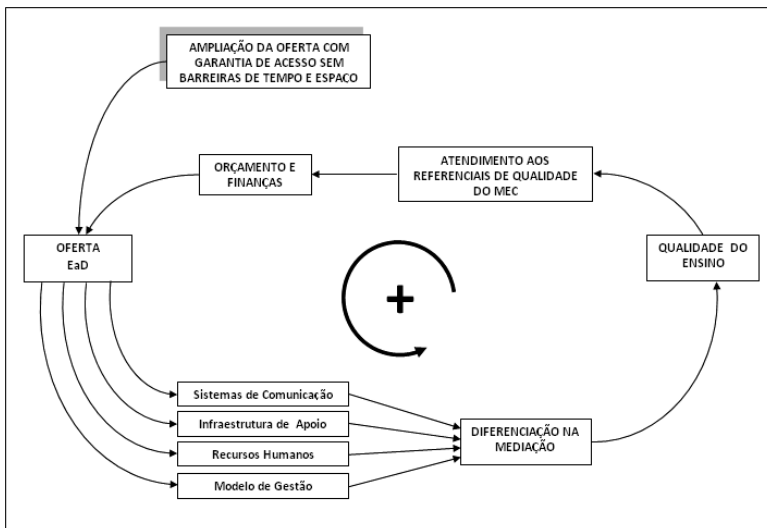 AMPLIAÇÃO DA OFERTA COM
GARANTIA DE ACESSO SEM
BARREIRAS DE TEMPO E ESPAÇO
ORÇAMENTO E
FINANÇAS
ATENDIMENTO AOS
REFERENCIAIS DE QUALIDADE
DO MEC
OFERTA
EaD
QUALIDADE DO
ENSINO
+
Sistemas de Comunicação
Infraestrutura de Apoio
Recursos Humanos
Modelo de Gestão
DIFERENCIAÇÃO NA
MEDIAÇÃO